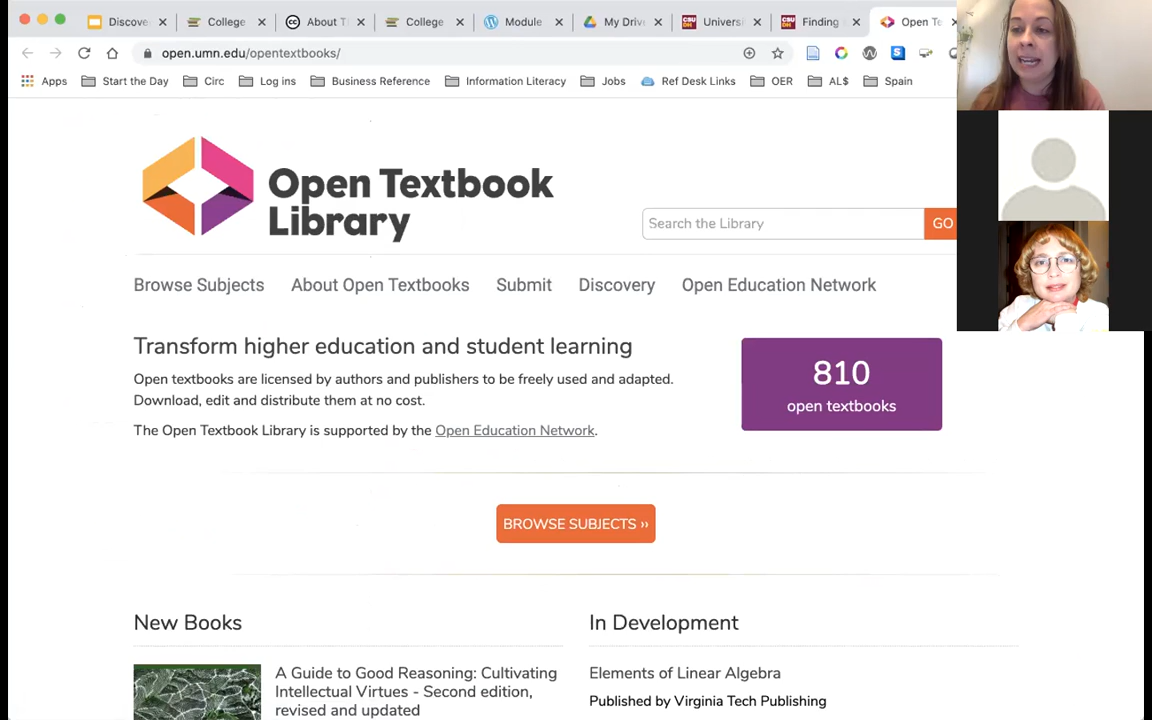 Discove
College
About T
College
Module
My Driv
Univers
Finding
Open Te
open.umn.edu/opentextbooks/
Apps
Start the Day
Circ
Log ins
Business Reference
Information Literacy
Jobs
Ref Desk Links
OER
AL$
Spain
Open Textbook
Library
Search the Library
GO
Browse Subjects
About Open Textbooks
Submit
Discovery
Open Education Network
Transform higher education and student learning
Open textbooks are licensed by authors and publishers to be freely used and adapted.
Download, edit and distribute them at no cost.
The Open Textbook Library is supported by the Open Education Network.
810
open textbooks
BROWSE SUBJECTS ››
New Books
A Guide to Good Reasoning: Cultivating
Intellectual Virtues - Second edition,
revised and updated
In Development
Elements of Linear Algebra
Published by Virginia Tech Publishing